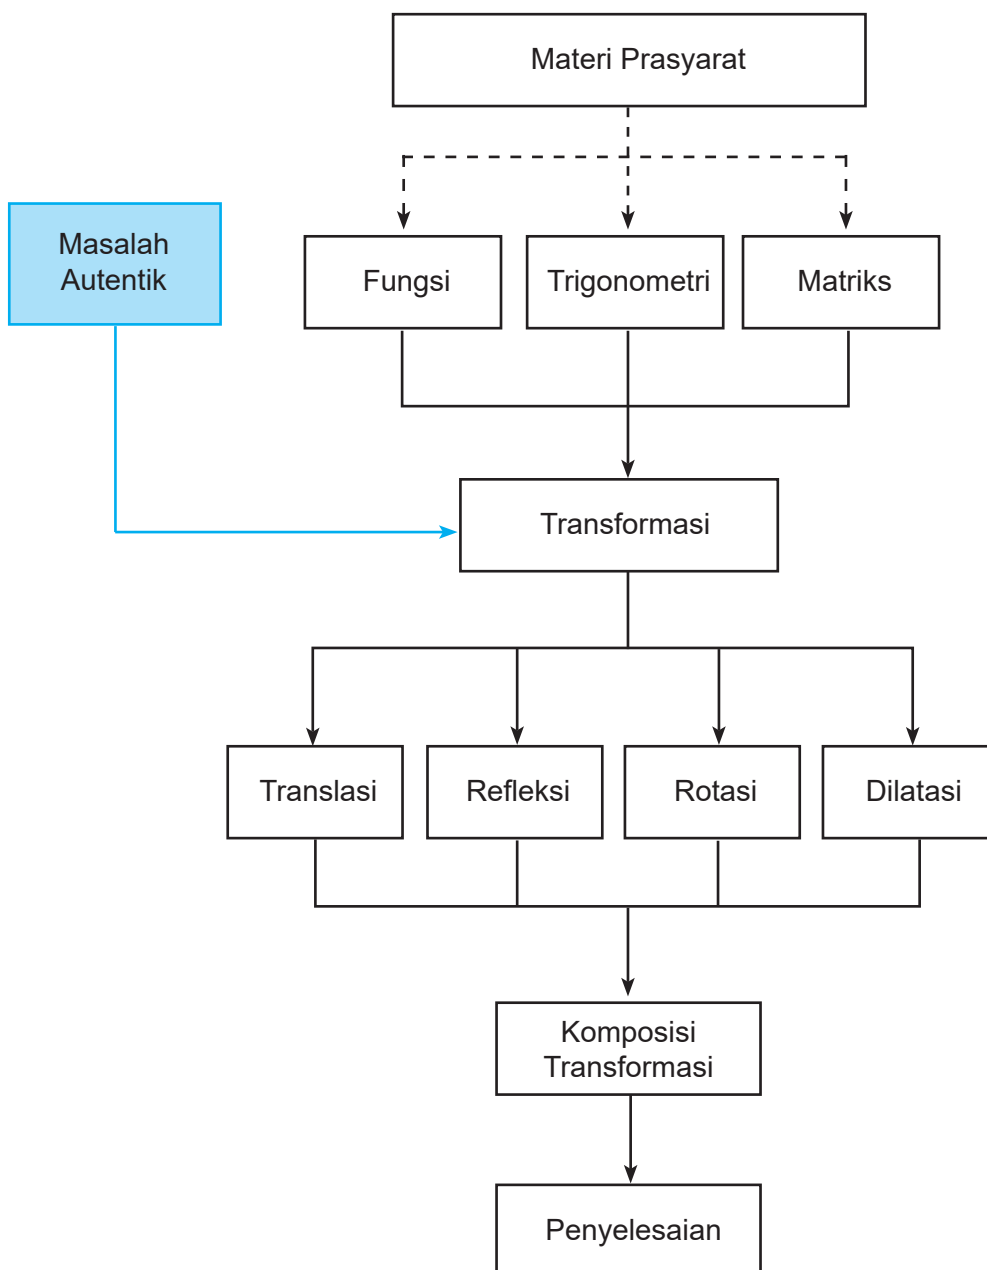 Materi Prasyarat
Masalah
Autentik
Fungsi
Trigonometri
Matriks
Transformasi
Translasi
Refleksi
Rotasi
Dilatasi
Komposisi
Transformasi
Penyelesaian